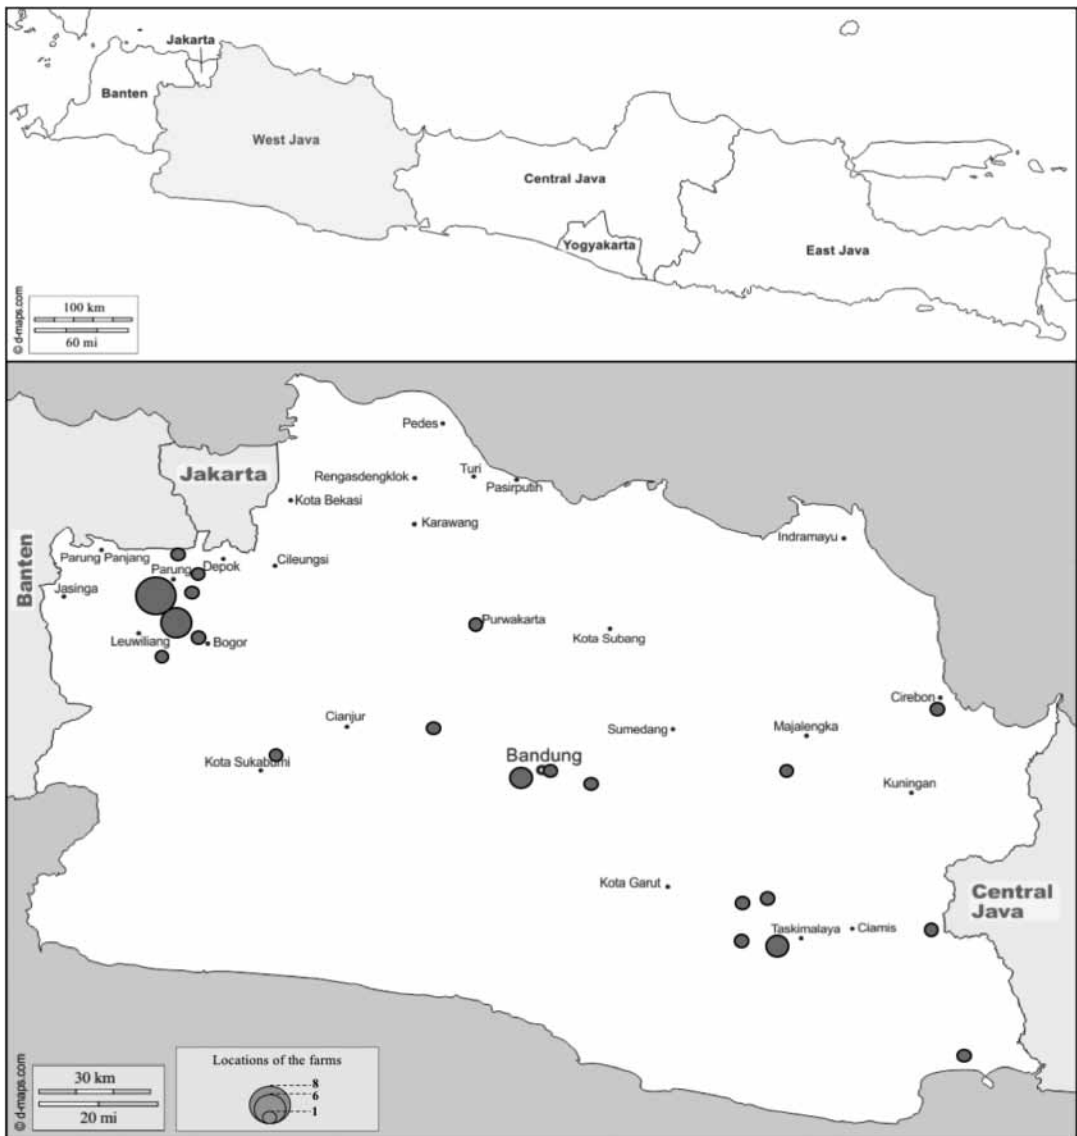 Jakarta
Banten
West Java
Central Java
Yogyakarta
East Java
100 km
60 mi
© d-maps.com
Pedes
Jakarta
Rengasdengklok
Turi
Pasirputih
Kota Bekasi
Karawang
Indramayu
Banten
Parung Panjang
Depok
Cileungsi
Parung
Jasinga
Purwakarta
Kota Subang
Leuwiliang
Bogor
Cirebon
Cianjur
Sumedang
Majalengka
Kota Sukabumi
Bandung
Kuningan
Kota Garut
Central
Java
Taskimalaya
Ciamis
30 km
20 mi
© d-maps.com
Locations of the farms
8
6
1